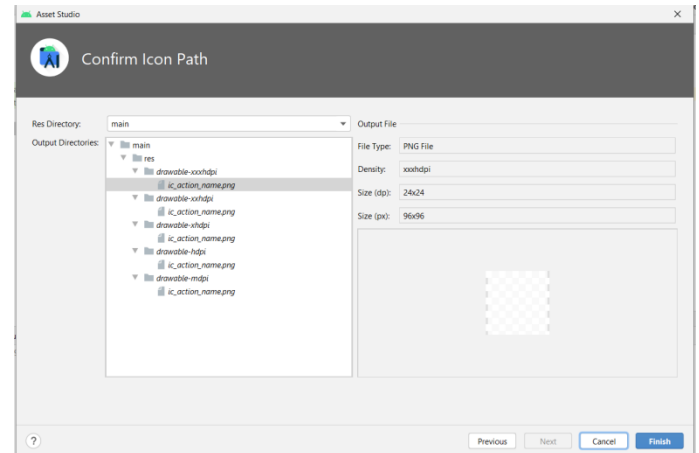 Asset Studio
Confirm Icon Path
Res Directory:
main
Output Directories:
main
res
drawable-xxxhdpi
ic_action_name.png
drawable-xxhdpi
ic_action_name.png
drawable-xhdpi
ic_action_name.png
drawable-hdpi
ic_action_name.png
drawable-mdpi
ic_action_name.png
Output File
File Type:
PNG File
Density:
xxxhdpi
Size (dp):
24x24
Size (px):
96x96
?
Previous
Next
Cancel
Finish